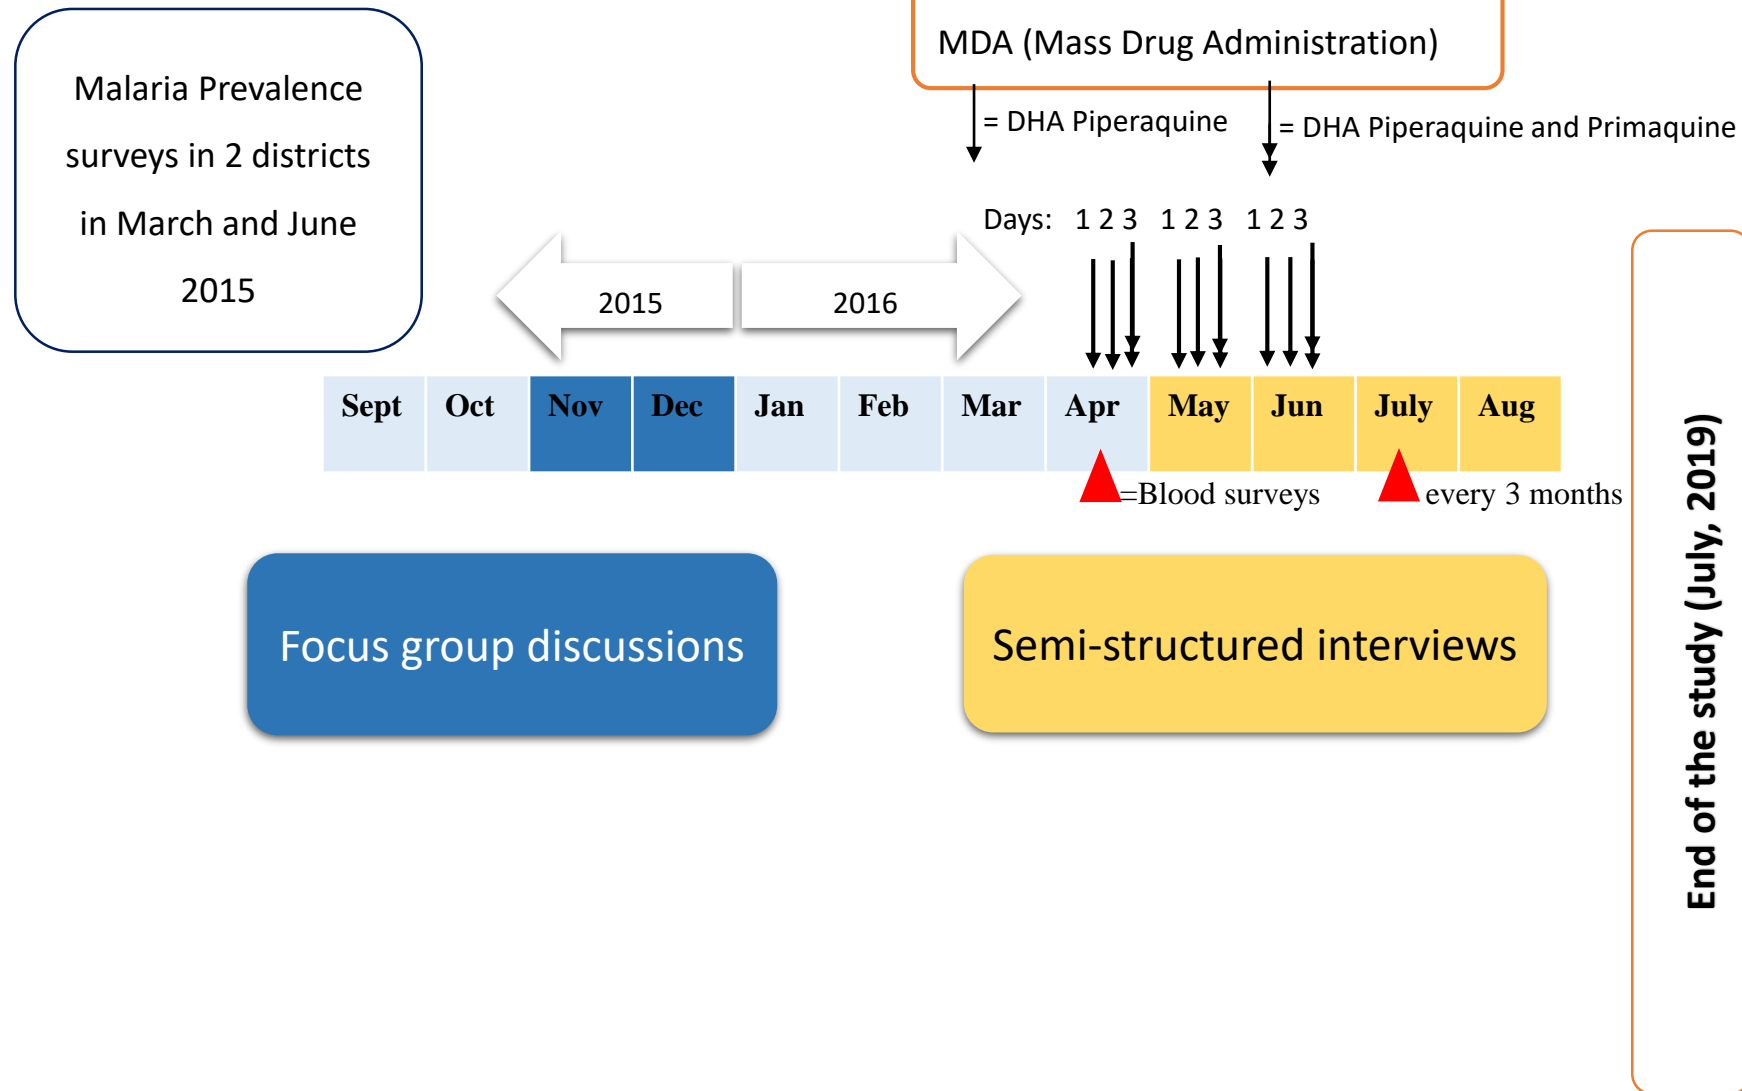 Malaria Prevalence
surveys in 2 districts
in March and June
2015
MDA (Mass Drug Administration)
= DHA Piperaquine
= DHA Piperaquine and Primaquine
Days: 1 2 3 1 2 3 1 2 3
2015
2016
Sept Oct Nov Dec Jan Feb Mar Apr May Jun July Aug
=Blood surveys
every 3 months
Focus group discussions
Semi-structured interviews
End of the study (July, 2019)